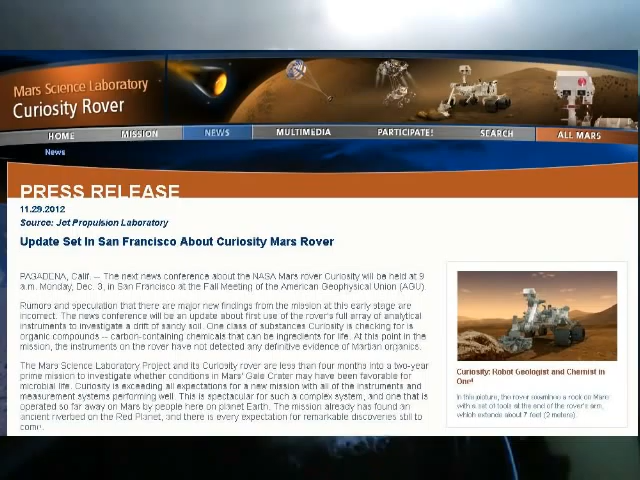 Mars Science Laboratory
Curiosity Rover
HOME MISSION NEWS MULTIMEDIA PARTICIPATE! SEARCH ALL MARS
News
PRESS RELEASE
11.29.2012
Source: Jet Propulsion Laboratory
Update Set In San Francisco About Curiosity Mars Rover
PASADENA, Calif. -- The next news conference about the NASA Mars rover Curiosity will be held at 9
a.m. Monday, Dec. 3, in San Francisco at the Fall Meeting of the American Geophysical Union (AGU).
Rumors and speculation that there are major new findings from the mission at this early stage are
incorrect. The news conference will be an update about first use of the rover's full array of analytical
instruments to investigate a drift of sandy soil. One class of substances Curiosity is checking for is
organic compounds -- carbon-containing chemicals that can be ingredients for life. At this point in the
mission, the instruments on the rover have not detected any definitive evidence of Martian organics.
The Mars Science Laboratory Project and its Curiosity rover are less than four months into a two-year
prime mission to investigate whether conditions in Mars' Gale Crater may have been favorable for
microbial life. Curiosity is exceeding all expectations for a new mission with all of the instruments and
measurement systems performing well. This is spectacular for such a complex system, and one that is
operated so far away on Mars by people here on planet Earth. The mission already has found an
ancient riverbed on the Red Planet, and there is every expectation for remarkable discoveries still to
come.
Curiosity: Robot Geologist and Chemist in
One!
In this picture, the rover examines a rock on Mars
with a set of tools at the end of the rover's arm,
which extends about 7 feet (2 meters).